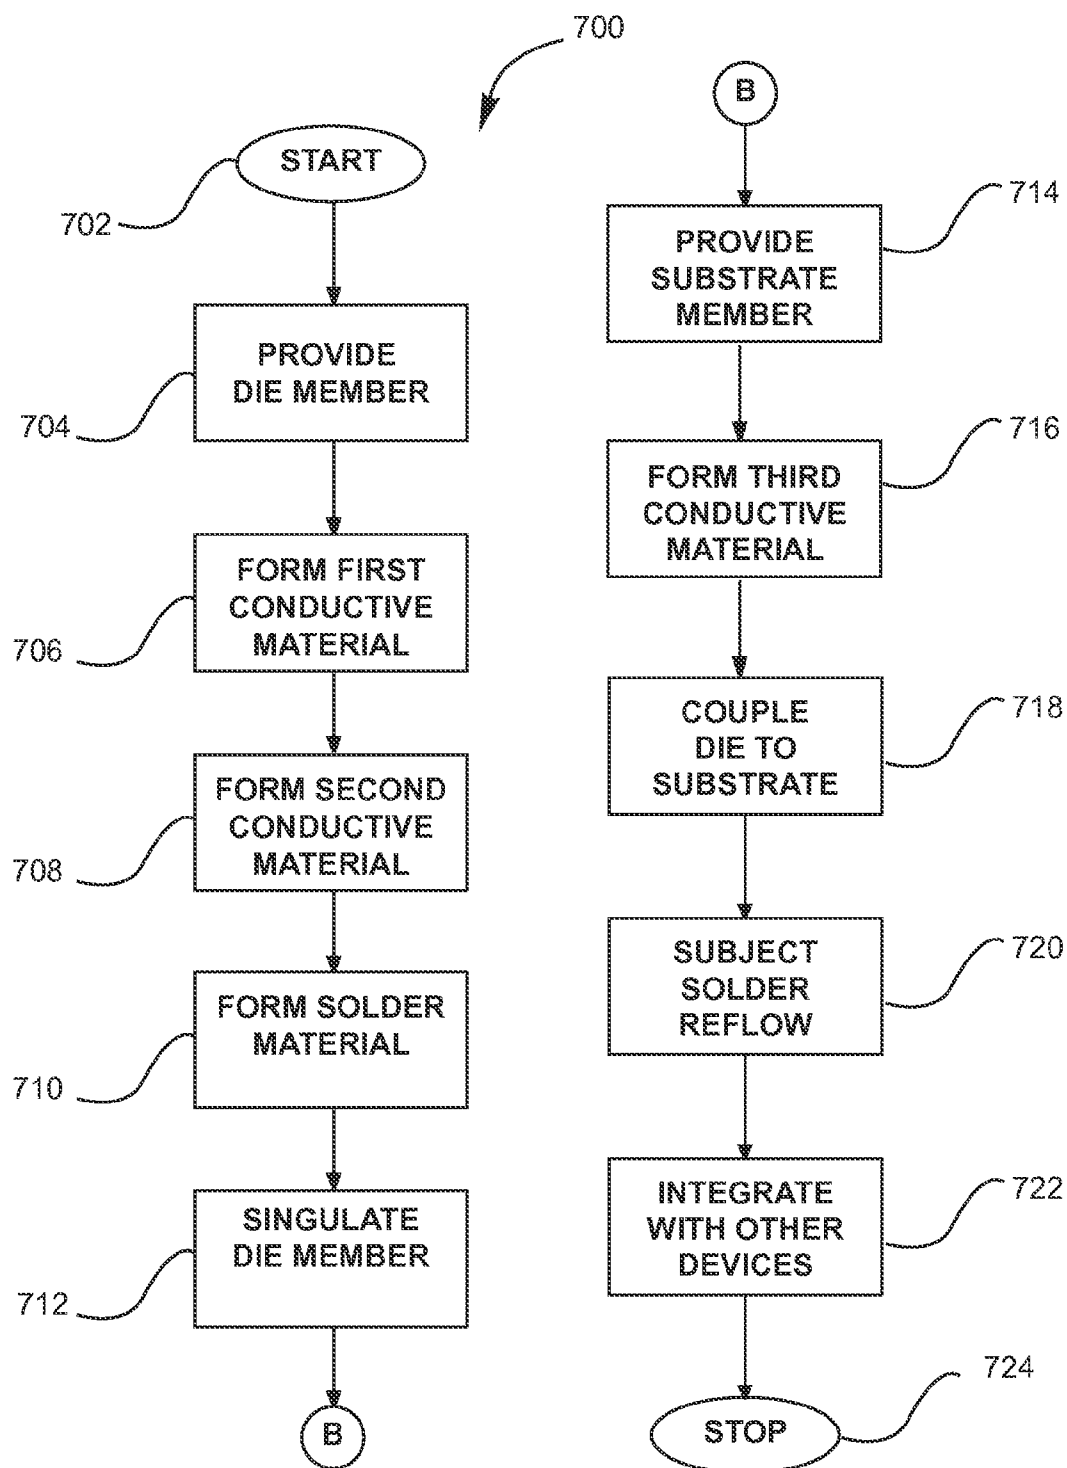 700
START
702
PROVIDE
DIE MEMBER
704
FORM FIRST
CONDUCTIVE
MATERIAL
706
FORM SECOND
CONDUCTIVE
MATERIAL
708
FORM SOLDER
MATERIAL
710
SINGULATE
DIE MEMBER
712
B
B
PROVIDE
SUBSTRATE
MEMBER
714
FORM THIRD
CONDUCTIVE
MATERIAL
716
COUPLE
DIE TO
SUBSTRATE
718
SUBJECT
SOLDER
REFLOW
720
INTEGRATE
WITH OTHER
DEVICES
722
STOP
724